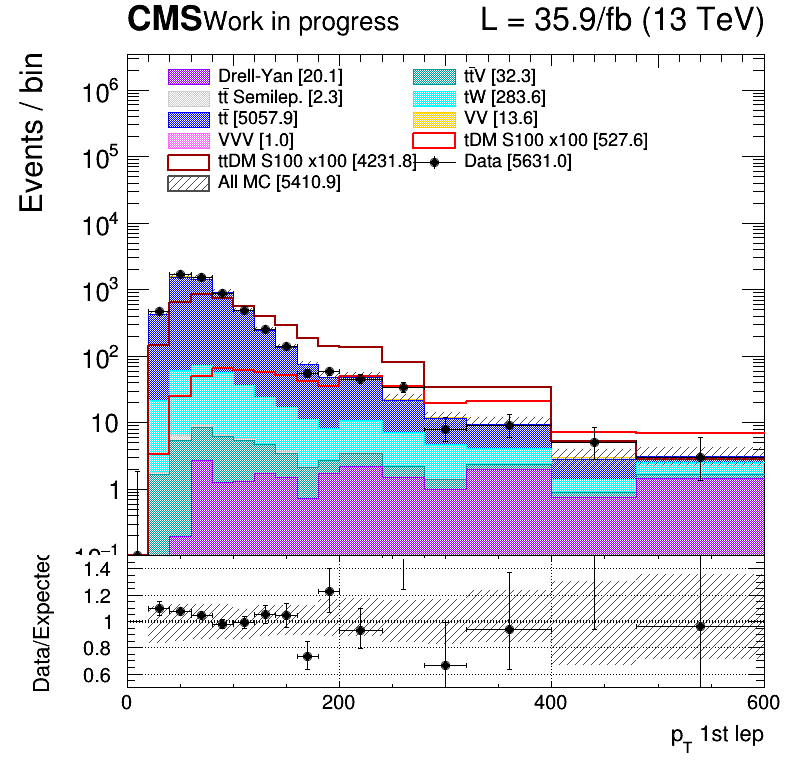 CMS Work in progress L = 35.9/fb (13 TeV)
Events / bin
Drell-Yan [20.1] tt̄V [32.3]
tt̄ Semilep. [2.3] tW [283.6]
tt̄ [5057.9] VV [13.6]
VVV [1.0] tDM S100 x100 [527.6]
ttDM S100 x100 [4231.8] Data [5631.0]
All MC [5410.9]
10⁶
10⁵
10⁴
10³
10²
10
1
10⁻¹
Data/Expected
1.4
1.2
1
0.8
0.6
0 200 400 600
p_T 1st lep